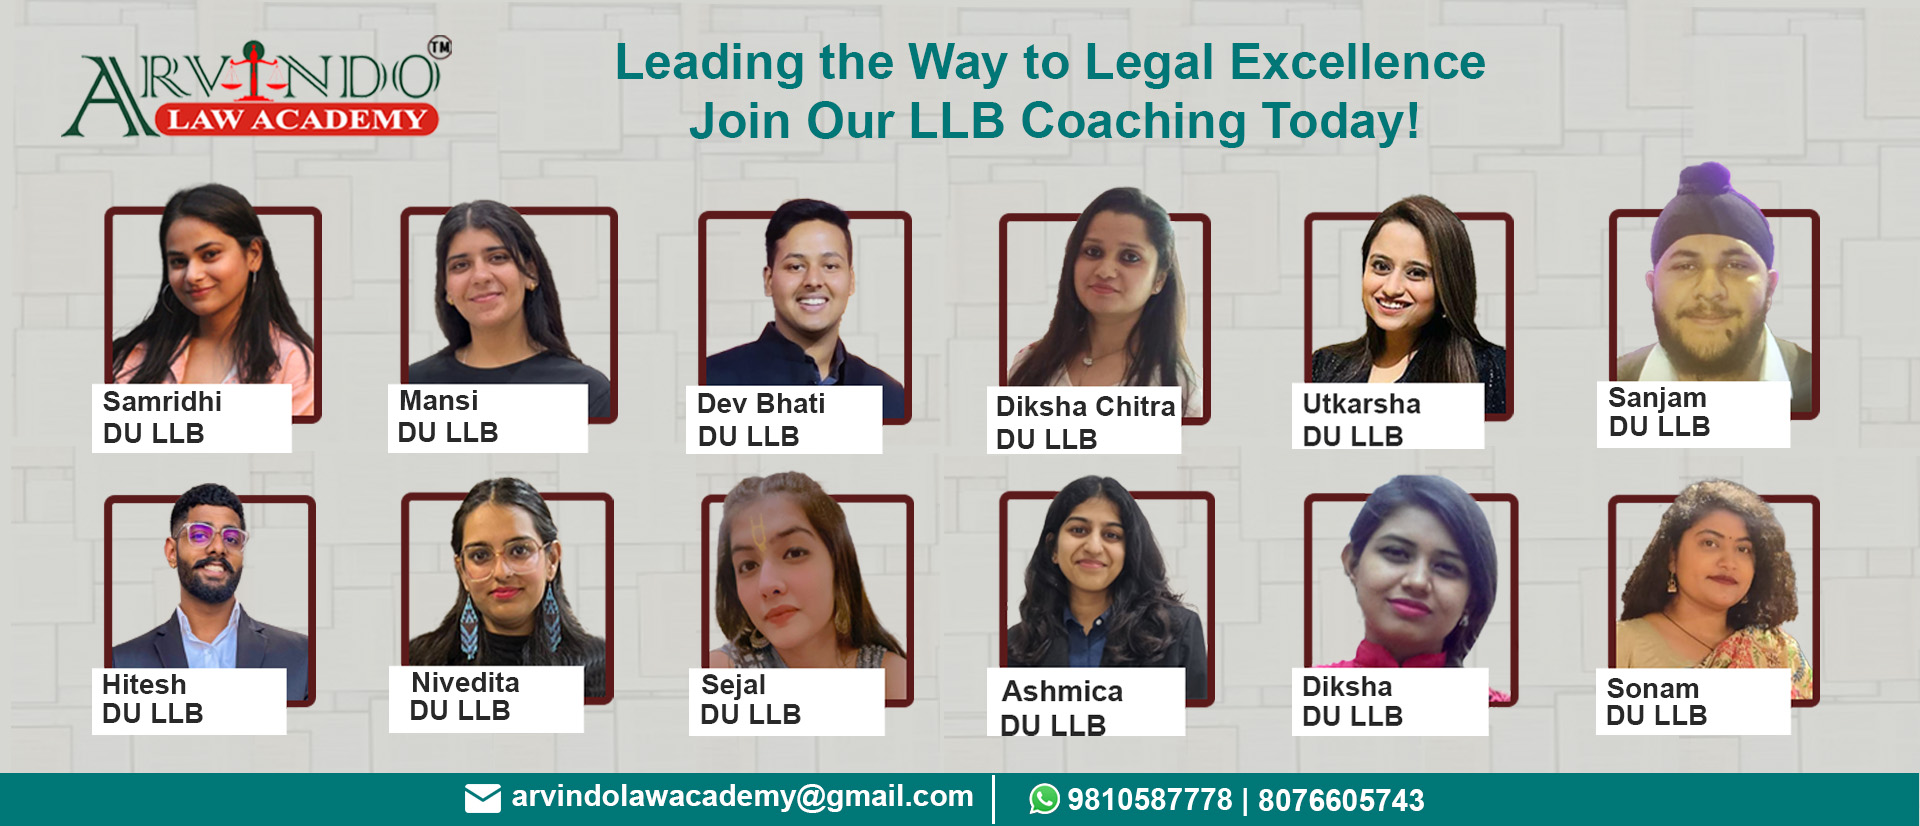 ARVINDO TM
LAW ACADEMY
Leading the Way to Legal Excellence
Join Our LLB Coaching Today!
Samridhi
DU LLB
Mansi
DU LLB
Dev Bhati
DU LLB
Diksha Chitra
DU LLB
Utkarsha
DU LLB
Sanjam
DU LLB
Hitesh
DU LLB
Nivedita
DU LLB
Sejal
DU LLB
Ashmica
DU LLB
Diksha
DU LLB
Sonam
DU LLB
arvindolawacademy@gmail.com | 9810587778 | 8076605743